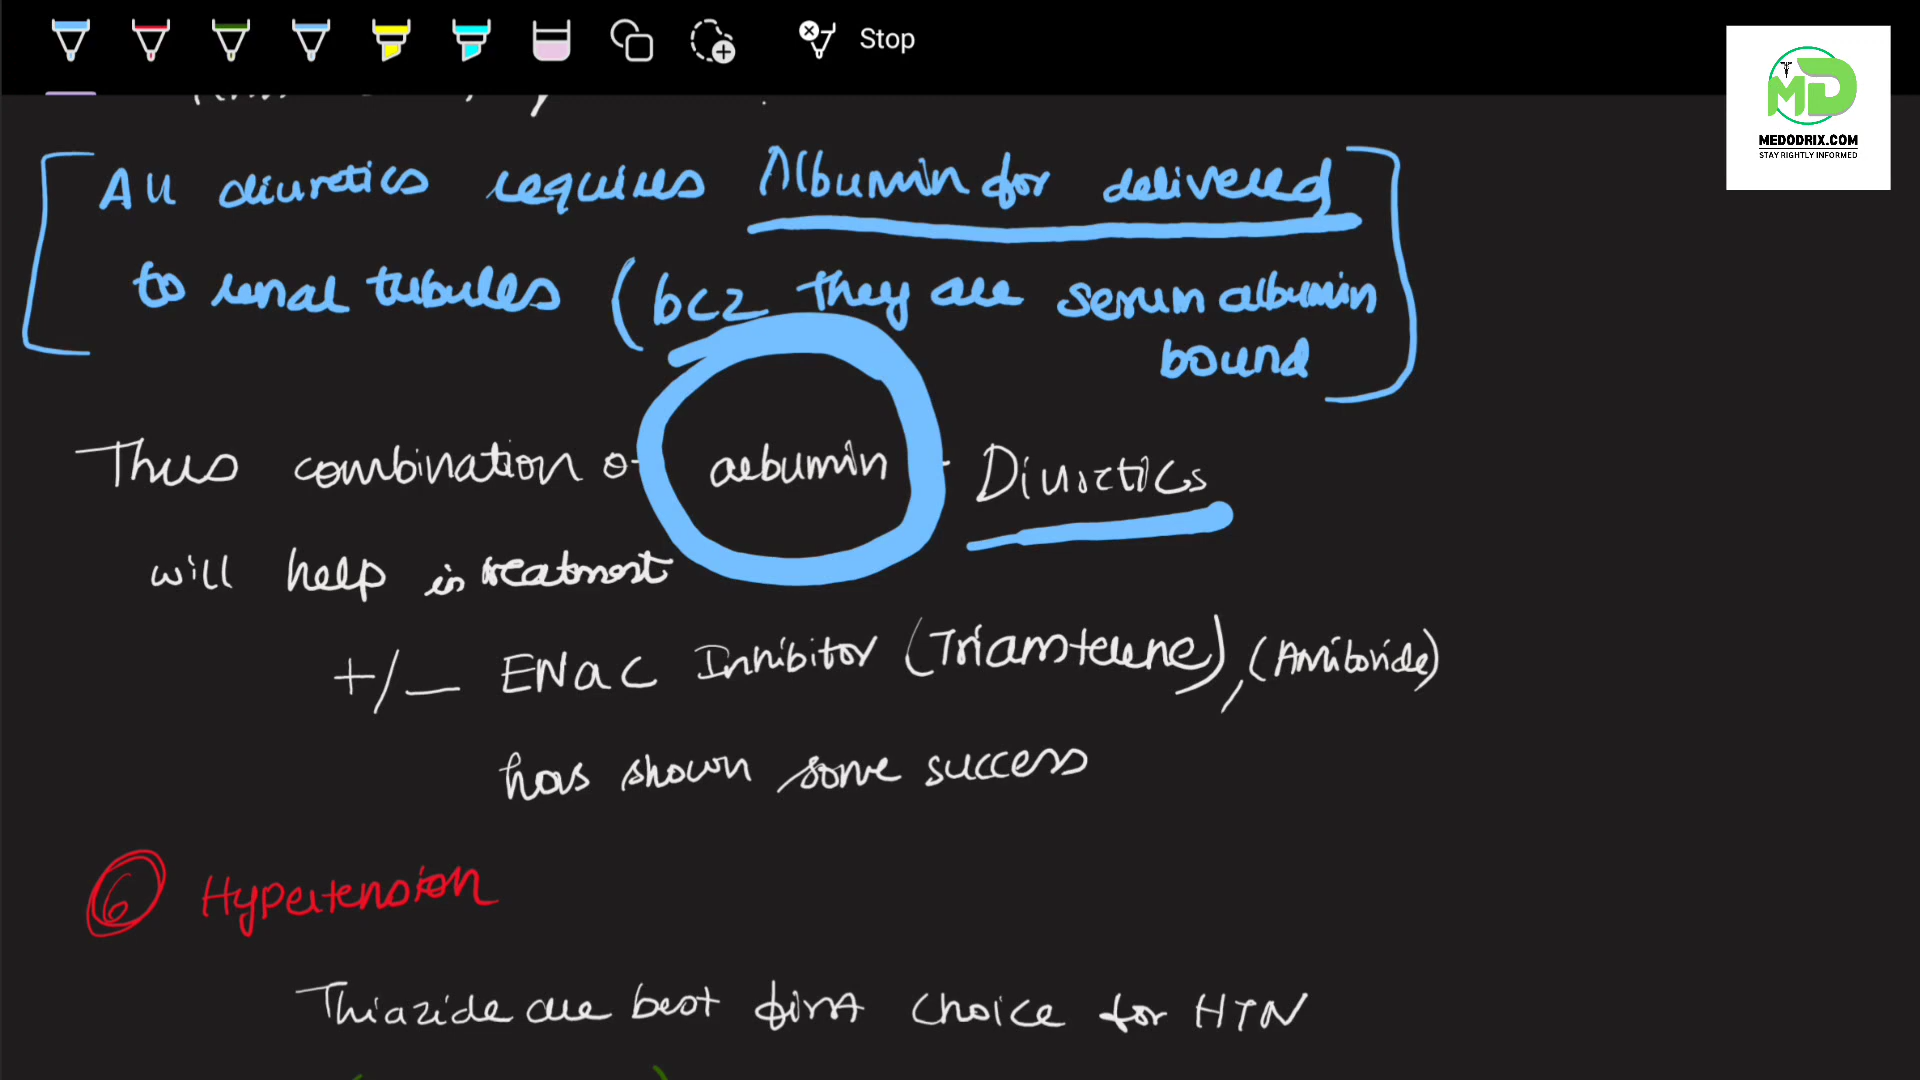 Stop
MEDODRIX.COM
STAY RIGHTLY INFORMED
All diuretics requires Albumin for delivered
to renal tubules (bcz they are serum albumin
bound
Thus combination albumin Diuretics
will help in treatment
+/- ENaC Inhibitor (Triamterene), (Amiloride)
has shown some success
6 Hypertension
Thiazide are best first choice for HTN